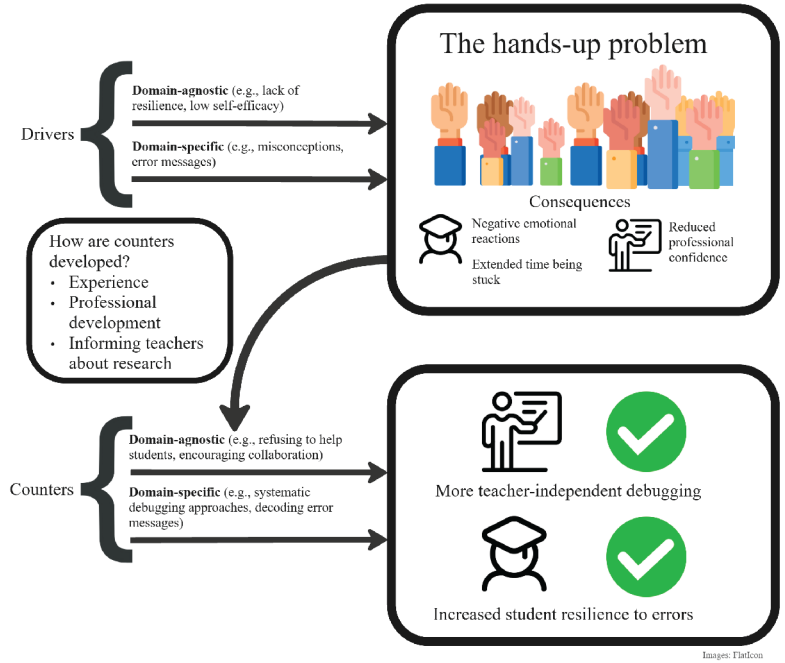 The hands-up problem
Domain-agnostic (e.g., lack of
resilience, low self-efficacy)
Drivers
Domain-specific (e.g., misconceptions,
error messages)
Consequences
Negative emotional
reactions
Extended time being
stuck
Reduced
professional
confidence
How are counters
developed?
• Experience
• Professional
development
• Informing teachers
about research
Domain-agnostic (e.g., refusing to help
students, encouraging collaboration)
Counters
Domain-specific (e.g., systematic
debugging approaches, decoding error
messages)
More teacher-independent debugging
Increased student resilience to errors
Images: FlatIcon